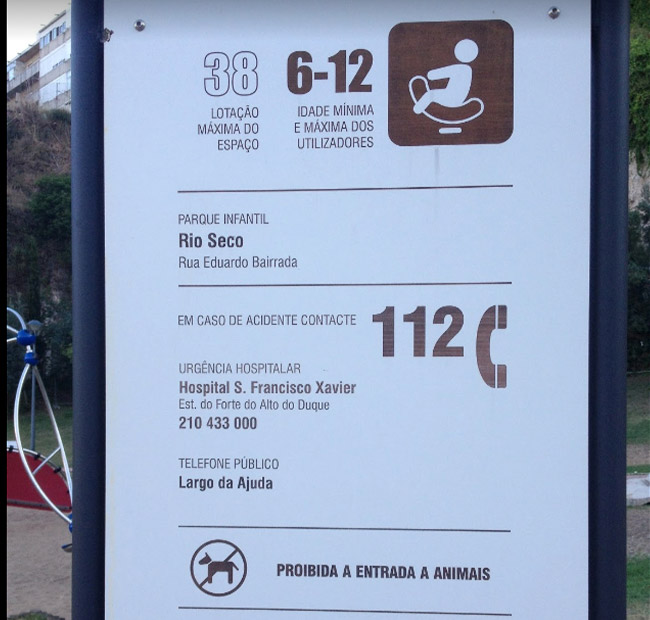 38
LOTAÇÃO
MÁXIMA DO
ESPAÇO
6-12
IDADE MÍNIMA
E MÁXIMA DOS
UTILIZADORES
PARQUE INFANTIL
Rio Seco
Rua Eduardo Bairrada
EM CASO DE ACIDENTE CONTACTE 112
URGÊNCIA HOSPITALAR
Hospital S. Francisco Xavier
Est. do Forte do Alto do Duque
210 433 000
TELEFONE PÚBLICO
Largo da Ajuda
PROIBIDA A ENTRADA A ANIMAIS